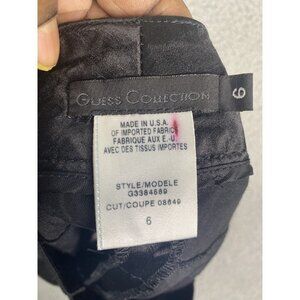 GUESS COLLECTION
6
MADE IN U.S.A.
OF IMPORTED FABRIC
FABRIQUE AUX E.-U
AVEC DES TISSUS IMPORTES
STYLE/MODELE
G3384669
CUT/COUPE 08649
6